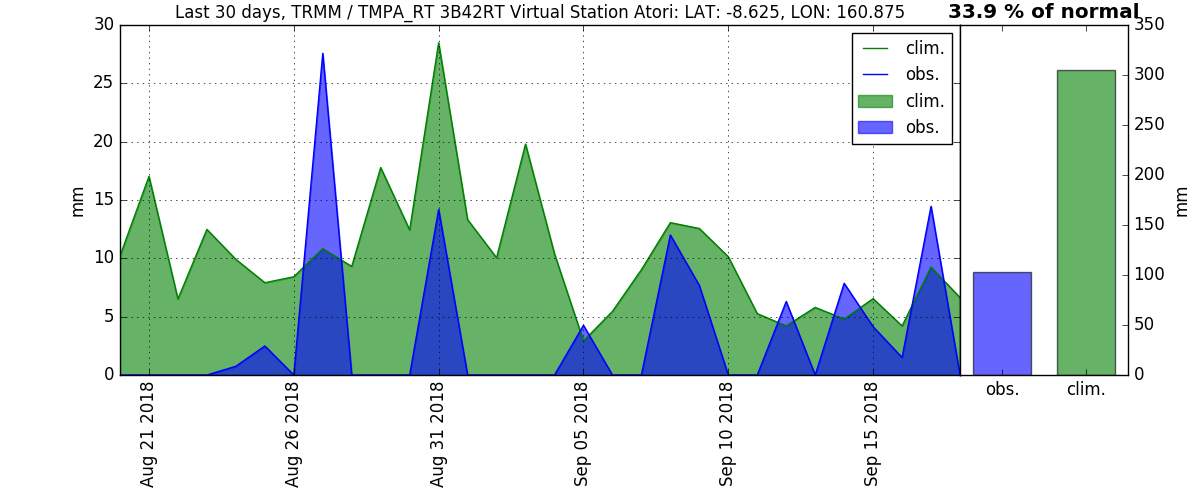 Last 30 days, TRMM / TMPA_RT 3B42RT Virtual Station Atori: LAT: -8.625, LON: 160.875
33.9 % of normal
mm
30
25
20
15
10
5
0
clim.
obs.
clim.
obs.
350
300
250
200
150
100
50
0
mm
Aug 21 2018
Aug 26 2018
Aug 31 2018
Sep 05 2018
Sep 10 2018
Sep 15 2018
obs.
clim.